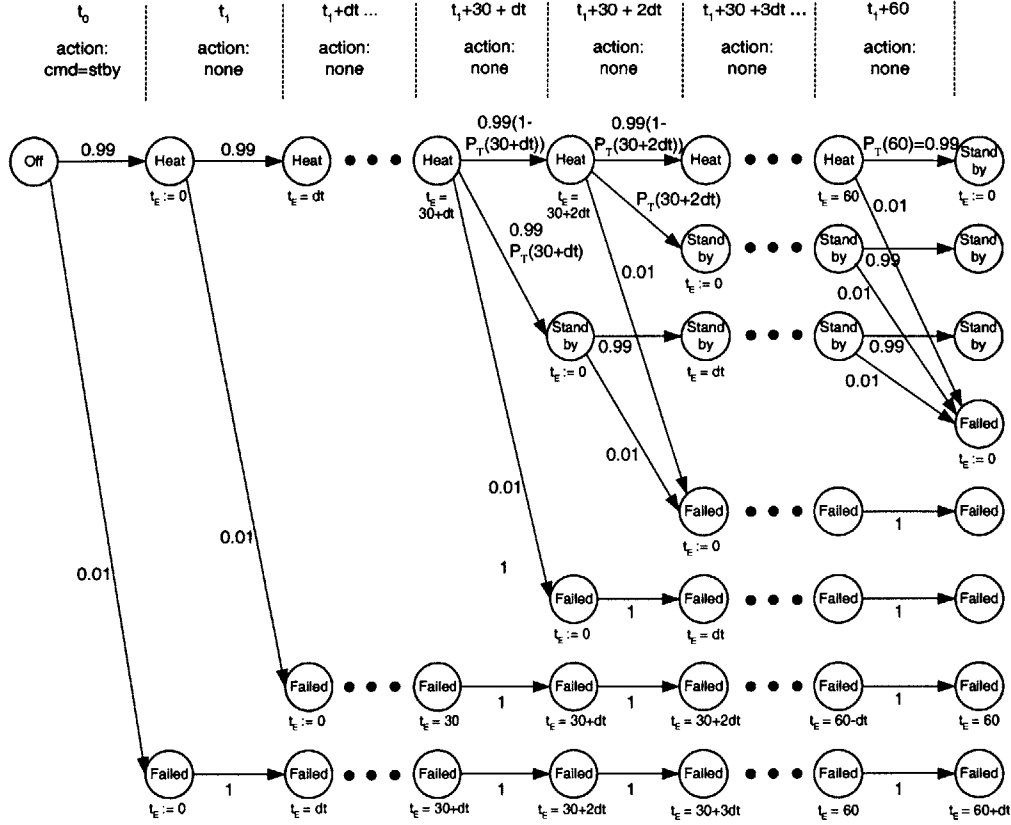 t0 t1 t1+dt ... t1+30 + dt t1+30 + 2dt t1+30 +3dt ... t1+60
action: action: action: action: action: action: action:
cmd=stby none none none none none none
0.99(1- 0.99(1-
0.99 0.99 PT(30+dt)) PT(30+2dt)) PT(60)=0.99
Off Heat Heat Heat Heat Heat Heat Stand by
tE := 0 tE = dt tE = 30+dt tE = 30+2dt tE = 60 tE := 0
PT(30+2dt) 0.01
0.99
PT(30+dt)
Stand by Stand by Stand by
0.99
tE := 0
0.01 0.01
Stand by Stand by Stand by Stand by
0.99 0.99
tE := 0 tE = dt
0.01
Failed
tE := 0
0.01
0.01
Failed Failed Failed
1
tE := 0
0.01
0.01
1
Failed Failed Failed Failed
1 1
tE := 0 tE = dt
Failed Failed Failed Failed Failed Failed
1 1 1
tE := 0 tE = 30 tE = 30+dt tE = 30+2dt tE = 60-dt tE = 60
Failed Failed Failed Failed Failed Failed Failed
1 1 1 1
tE := 0 tE = dt tE = 30+dt tE = 30+2dt tE = 30+3dt tE = 60 tE = 60+dt